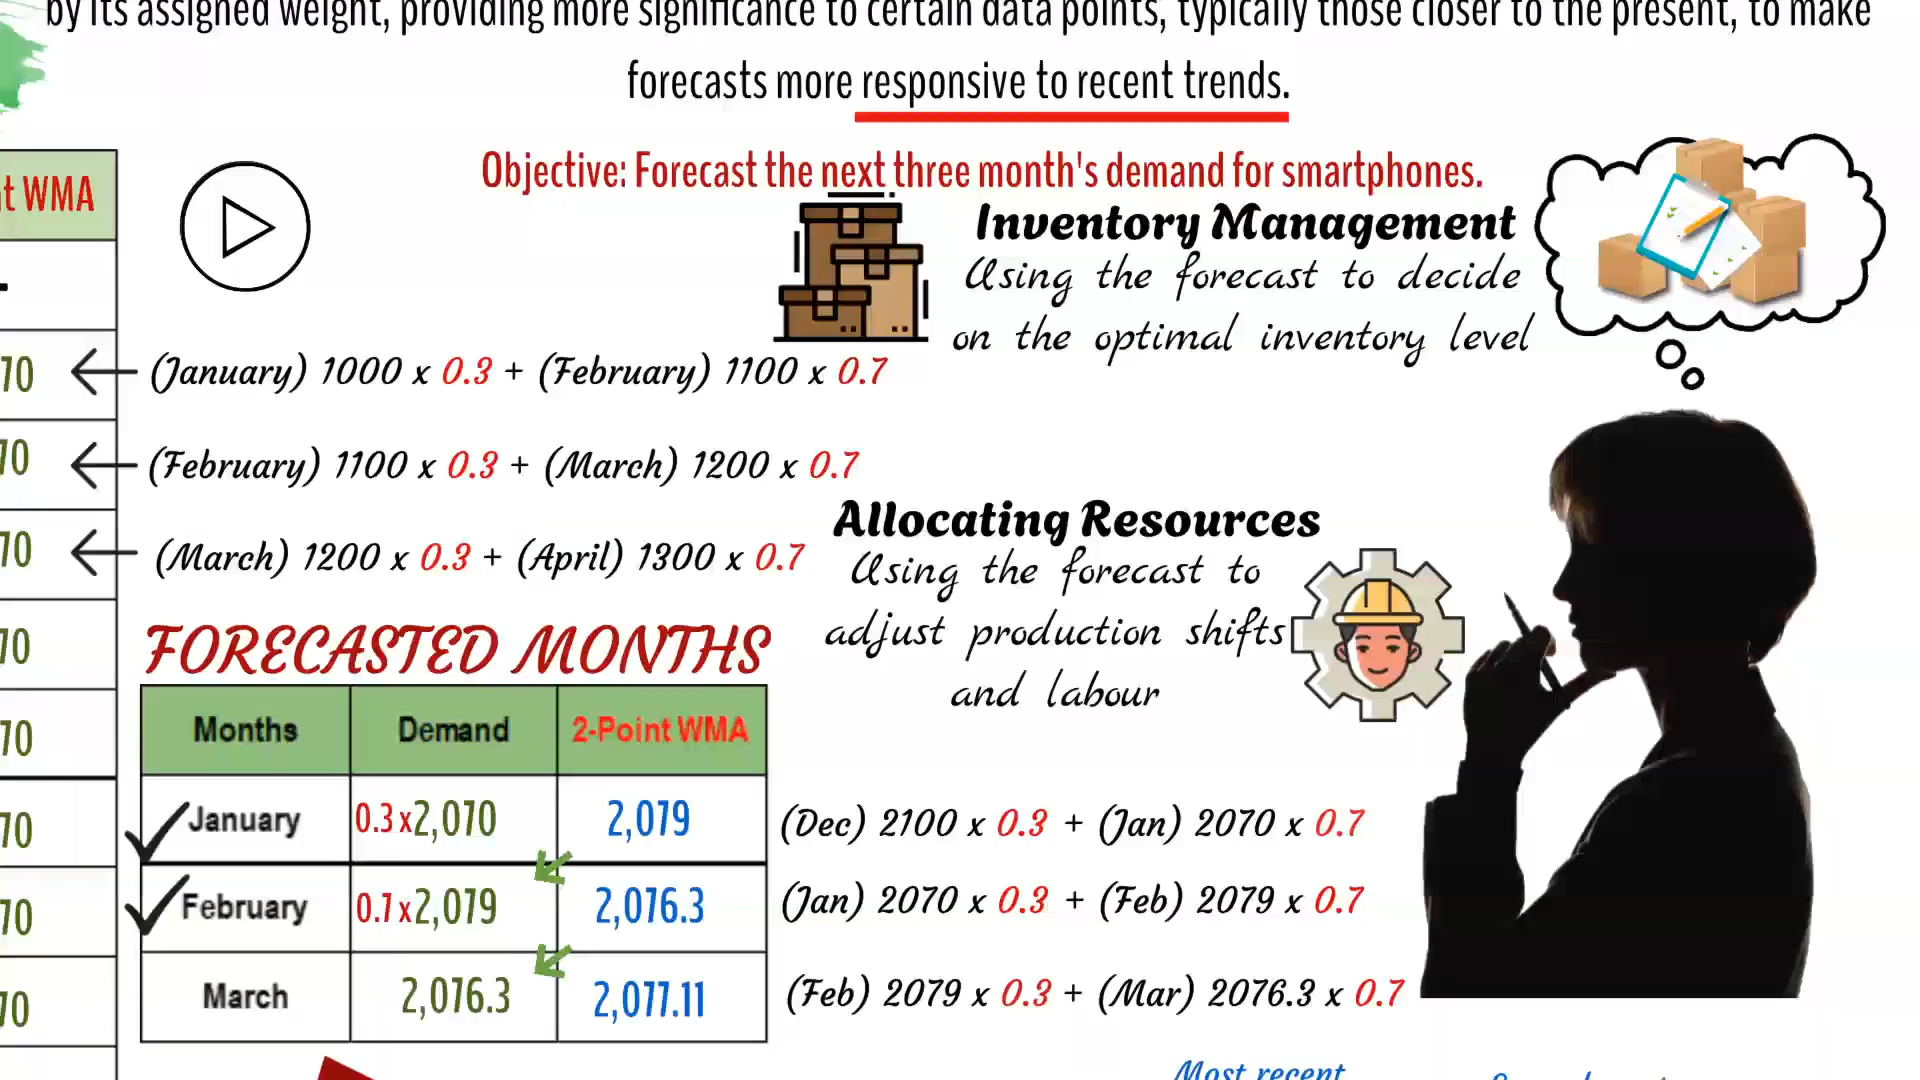 by its assigned weight, providing more significance to certain data points, typically those closer to the present, to make
forecasts more responsive to recent trends.
t WMA
Objective: Forecast the next three month's demand for smartphones.
Inventory Management
Using the forecast to decide
on the optimal inventory level
70
(January) 1000 x 0.3 + (February) 1100 x 0.7
70
(February) 1100 x 0.3 + (March) 1200 x 0.7
70
(March) 1200 x 0.3 + (April) 1300 x 0.7
Allocating Resources
Using the forecast to
adjust production shifts
and labour
70
70
70
70
70
FORECASTED MONTHS
Months Demand 2-Point WMA
January 0.3 x 2,070 2,079
(Dec) 2100 x 0.3 + (Jan) 2070 x 0.7
February 0.7 x 2,079 2,076.3
(Jan) 2070 x 0.3 + (Feb) 2079 x 0.7
March 2,076.3 2,077.11
(Feb) 2079 x 0.3 + (Mar) 2076.3 x 0.7
Most recent